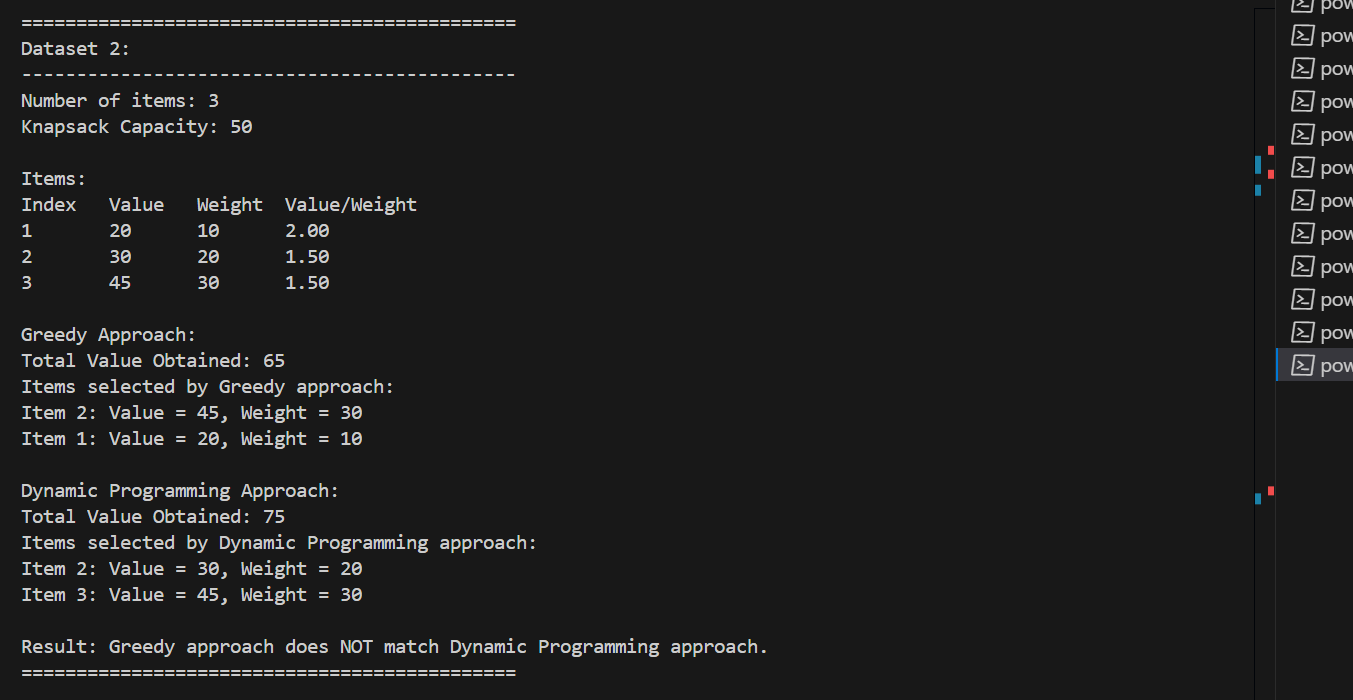 =============================================
Dataset 2:
---------------------------------------------
Number of items: 3
Knapsack Capacity: 50
Items:
Index   Value   Weight  Value/Weight
1       20      10      2.00
2       30      20      1.50
3       45      30      1.50
Greedy Approach:
Total Value Obtained: 65
Items selected by Greedy approach:
Item 2: Value = 45, Weight = 30
Item 1: Value = 20, Weight = 10
Dynamic Programming Approach:
Total Value Obtained: 75
Items selected by Dynamic Programming approach:
Item 2: Value = 30, Weight = 20
Item 3: Value = 45, Weight = 30
Result: Greedy approach does NOT match Dynamic Programming approach.
=============================================
pow
pow
pow
pow
pow
pow
pow
pow
pow
pow
pow
pow